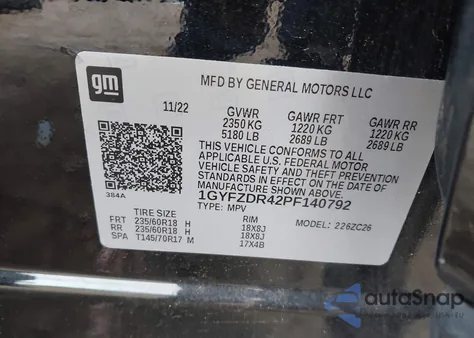 gm
MFD BY GENERAL MOTORS LLC
11/22 GVWR GAWR FRT GAWR RR
2350 KG 1220 KG 1220 KG
5180 LB 2689 LB 2689 LB
THIS VEHICLE CONFORMS TO ALL
APPLICABLE U.S. FEDERAL MOTOR
VEHICLE SAFETY AND THEFT PREVENTION
STANDARDS IN EFFECT ON THE DATE OF
MANUFACTURE SHOWN ABOVE.
384A 1GYFZDR42PF140792
TYPE: MPV MODEL: 226ZC26
TIRE SIZE RIM
FRT 235/60R18 H 18X8J
RR 235/60R18 H 18X8J
SPA T145/70R17 M 17X4B
autoSnap